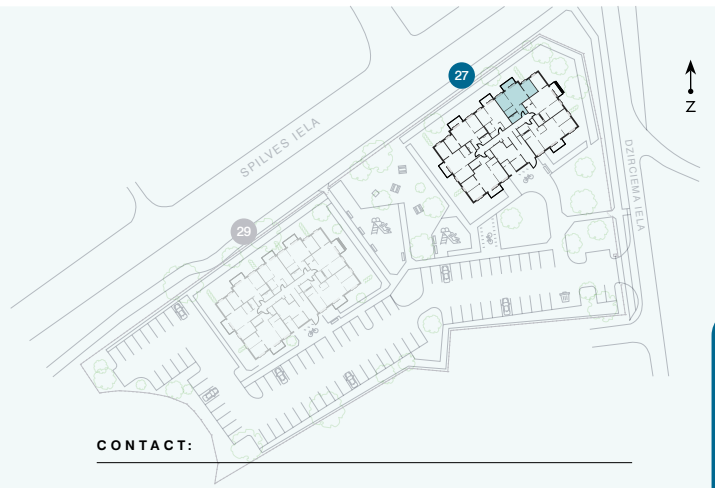 27
Z
SPILVES IELA
DZIRCIEMA IELA
29
CONTACT: